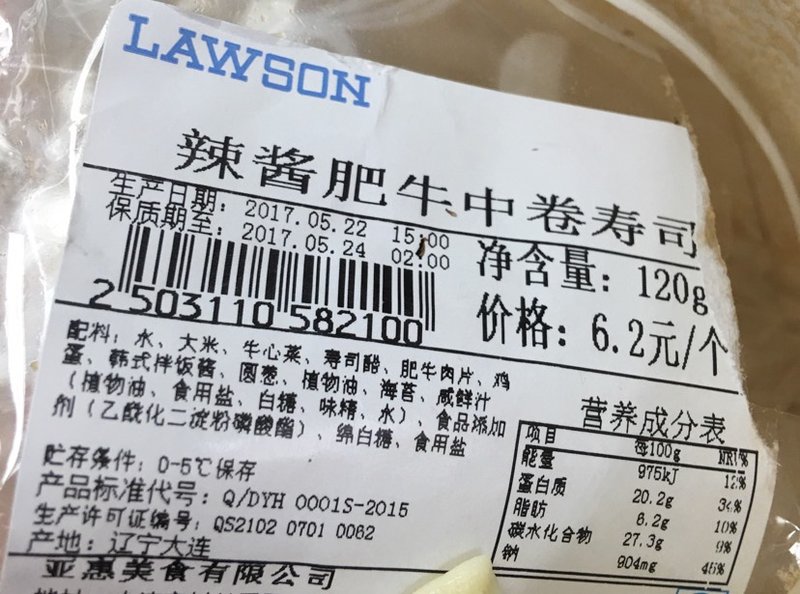 LAWSON
辣酱肥牛中卷寿司
生产日期: 2017.05.22 15:00
保质期至: 2017.05.24 02:00
净含量: 120g
价格: 6.2元/个
2 503110 582100
配料: 水、大米、牛心菜、寿司醋、肥牛肉片、鸡
蛋、韩式拌饭酱、圆葱、植物油、海苔、咸鲜汁
(植物油、食用盐、白糖、味精、水)、食品添加
剂(乙酰化二淀粉磷酸酯)、绵白糖、食用盐
贮存条件: 0-5℃保存
产品标准代号: Q/DYH 0001S-2015
生产许可证编号: QS2102 0701 0062
产地: 辽宁大连
亚惠美食有限公司
营养成分表
项目 每100g NRV%
能量 975kJ 12%
蛋白质 20.2g 34%
脂肪 6.2g 10%
碳水化合物 27.3g 9%
钠 904mg 45%